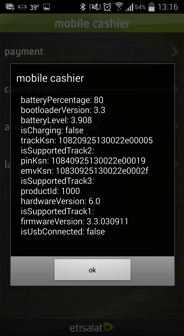 39°
54%
13:16
mobile cashier
payment
mobile cashier
batteryPercentage: 80
bootloaderVersion: 3.3
batteryLevel: 3.908
isCharging: false
trackKsn: 10820925130022e00005
isSupportedTrack2:
pinKsn: 10840925130022e00019
emvKsn: 10830925130022e0002f
isSupportedTrack3:
productId: 1000
hardwareVersion: 6.0
isSupportedTrack1:
firmwareVersion: 3.3.030911
isUsbConnected: false
ok
etisalat